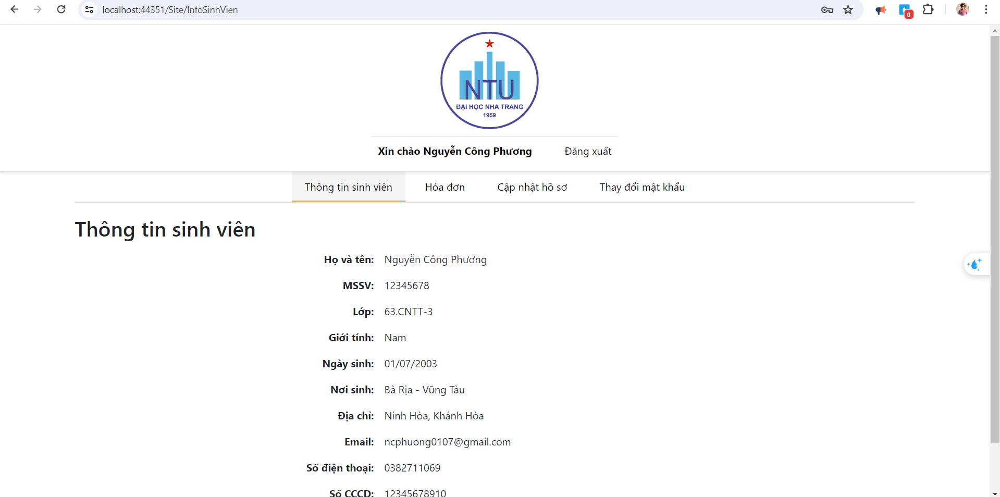 localhost:44351/Site/InfoSinhVien
0
NTU
ĐẠI HỌC NHA TRANG
1959
Xin chào Nguyễn Công Phương Đăng xuất
Thông tin sinh viên Hóa đơn Cập nhật hồ sơ Thay đổi mật khẩu
Thông tin sinh viên
Họ và tên: Nguyễn Công Phương
MSSV: 12345678
Lớp: 63.CNTT-3
Giới tính: Nam
Ngày sinh: 01/07/2003
Nơi sinh: Bà Rịa - Vũng Tàu
Địa chỉ: Ninh Hòa, Khánh Hòa
Email: ncphuong0107@gmail.com
Số điện thoại: 0382711069
Số CCCD: 12345678910